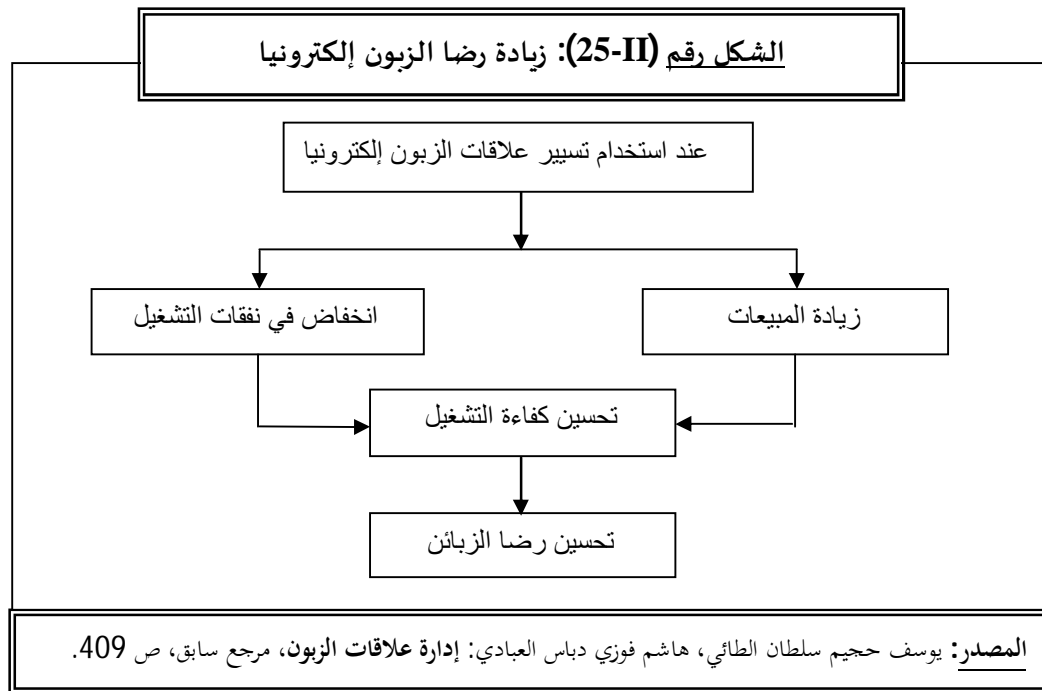 الشكل رقم (II-25): زيادة رضا الزبون إلكترونيا
عند استخدام تسيير علاقات الزبون إلكترونيا
زيادة المبيعات
انخفاض في نفقات التشغيل
تحسين كفاءة التشغيل
تحسين رضا الزبائن
المصدر: يوسف حجيم سلطان الطائي، هاشم فوزي دباس العبادي: إدارة علاقات الزبون، مرجع سابق، ص 409.